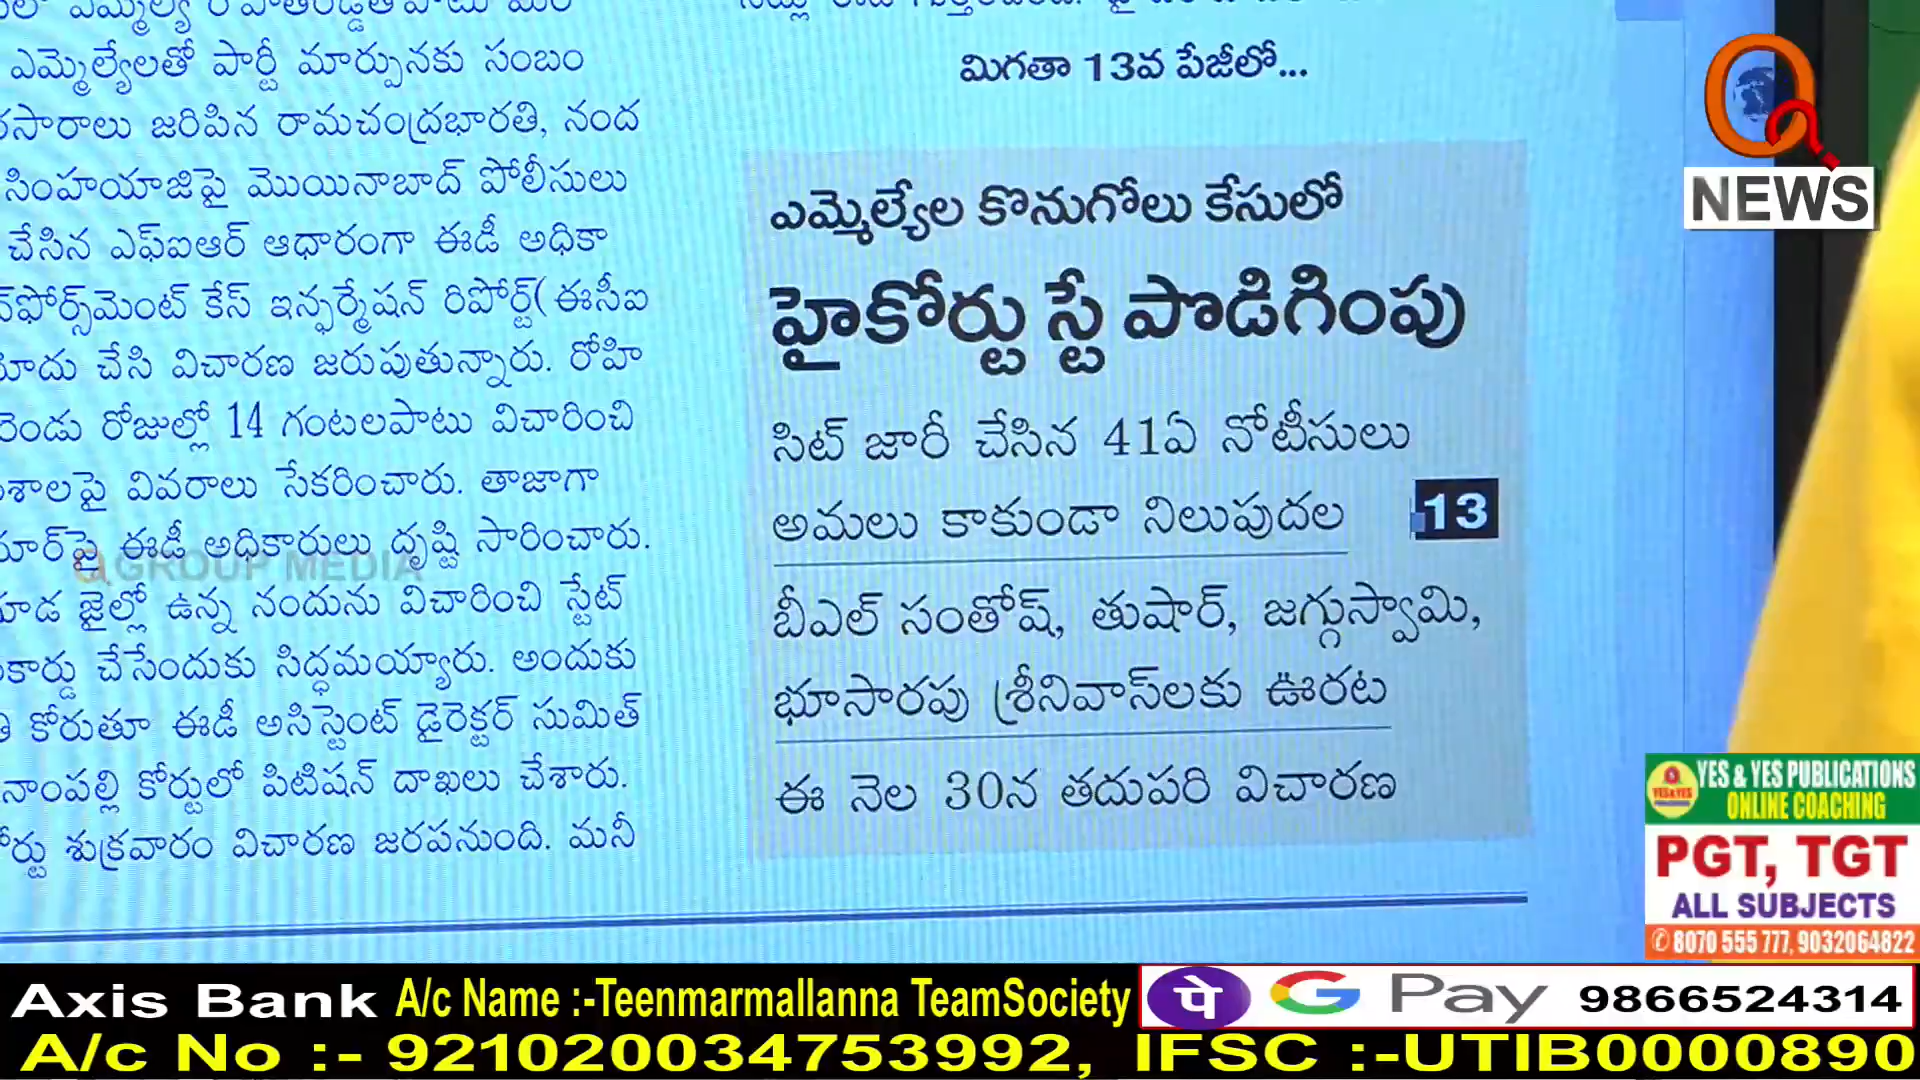 ఎమ్మెల్యేలతో పార్టీ మార్పునకు సంబం
జరిపిన రామచంద్రభారతి, నంద
సింహయాజిపై మొయినాబాద్ పోలీసులు
చేసిన ఎఫ్ఐఆర్ ఆధారంగా ఈడీ అధికా
కేస్ ఇన్ఫర్మేషన్ రిపోర్ట్(ఈసీఐ
చేసి విచారణ జరుపుతున్నారు. రోహి
రెండు రోజుల్లో 14 గంటలపాటు విచారించి
వివరాలు సేకరించారు. తాజాగా
ఈడీ అధికారులు దృష్టి సారించారు.
జైల్లో ఉన్న నందును విచారించి స్టేట్
చేసేందుకు సిద్ధమయ్యారు. అందుకు
కోరుతూ ఈడీ అసిస్టెంట్ డైరెక్టర్ సుమిత్
నాంపల్లి కోర్టులో పిటిషన్ దాఖలు చేశారు.
శుక్రవారం విచారణ జరపనుంది. మనీ
GROUP MEDIA
మిగతా 13వ పేజీలో...
ఎమ్మెల్యేల కొనుగోలు కేసులో
హైకోర్టు స్టే పొడిగింపు
సిట్ జారీ చేసిన 41ఏ నోటీసులు
అమలు కాకుండా నిలుపుదల 13
బీఎల్ సంతోష్, తుషార్, జగ్గుస్వామి,
భూసారపు శ్రీనివాస్‌లకు ఊరట
ఈ నెల 30న తదుపరి విచారణ
Q
NEWS
YES & YES PUBLICATIONS
ONLINE COACHING
PGT, TGT
ALL SUBJECTS
8070 555 777, 9032064822
Axis Bank A/c Name :-Teenmarmallanna TeamSociety
పే G Pay 9866524314
A/c No :- 921020034753992, IFSC :-UTIB0000890